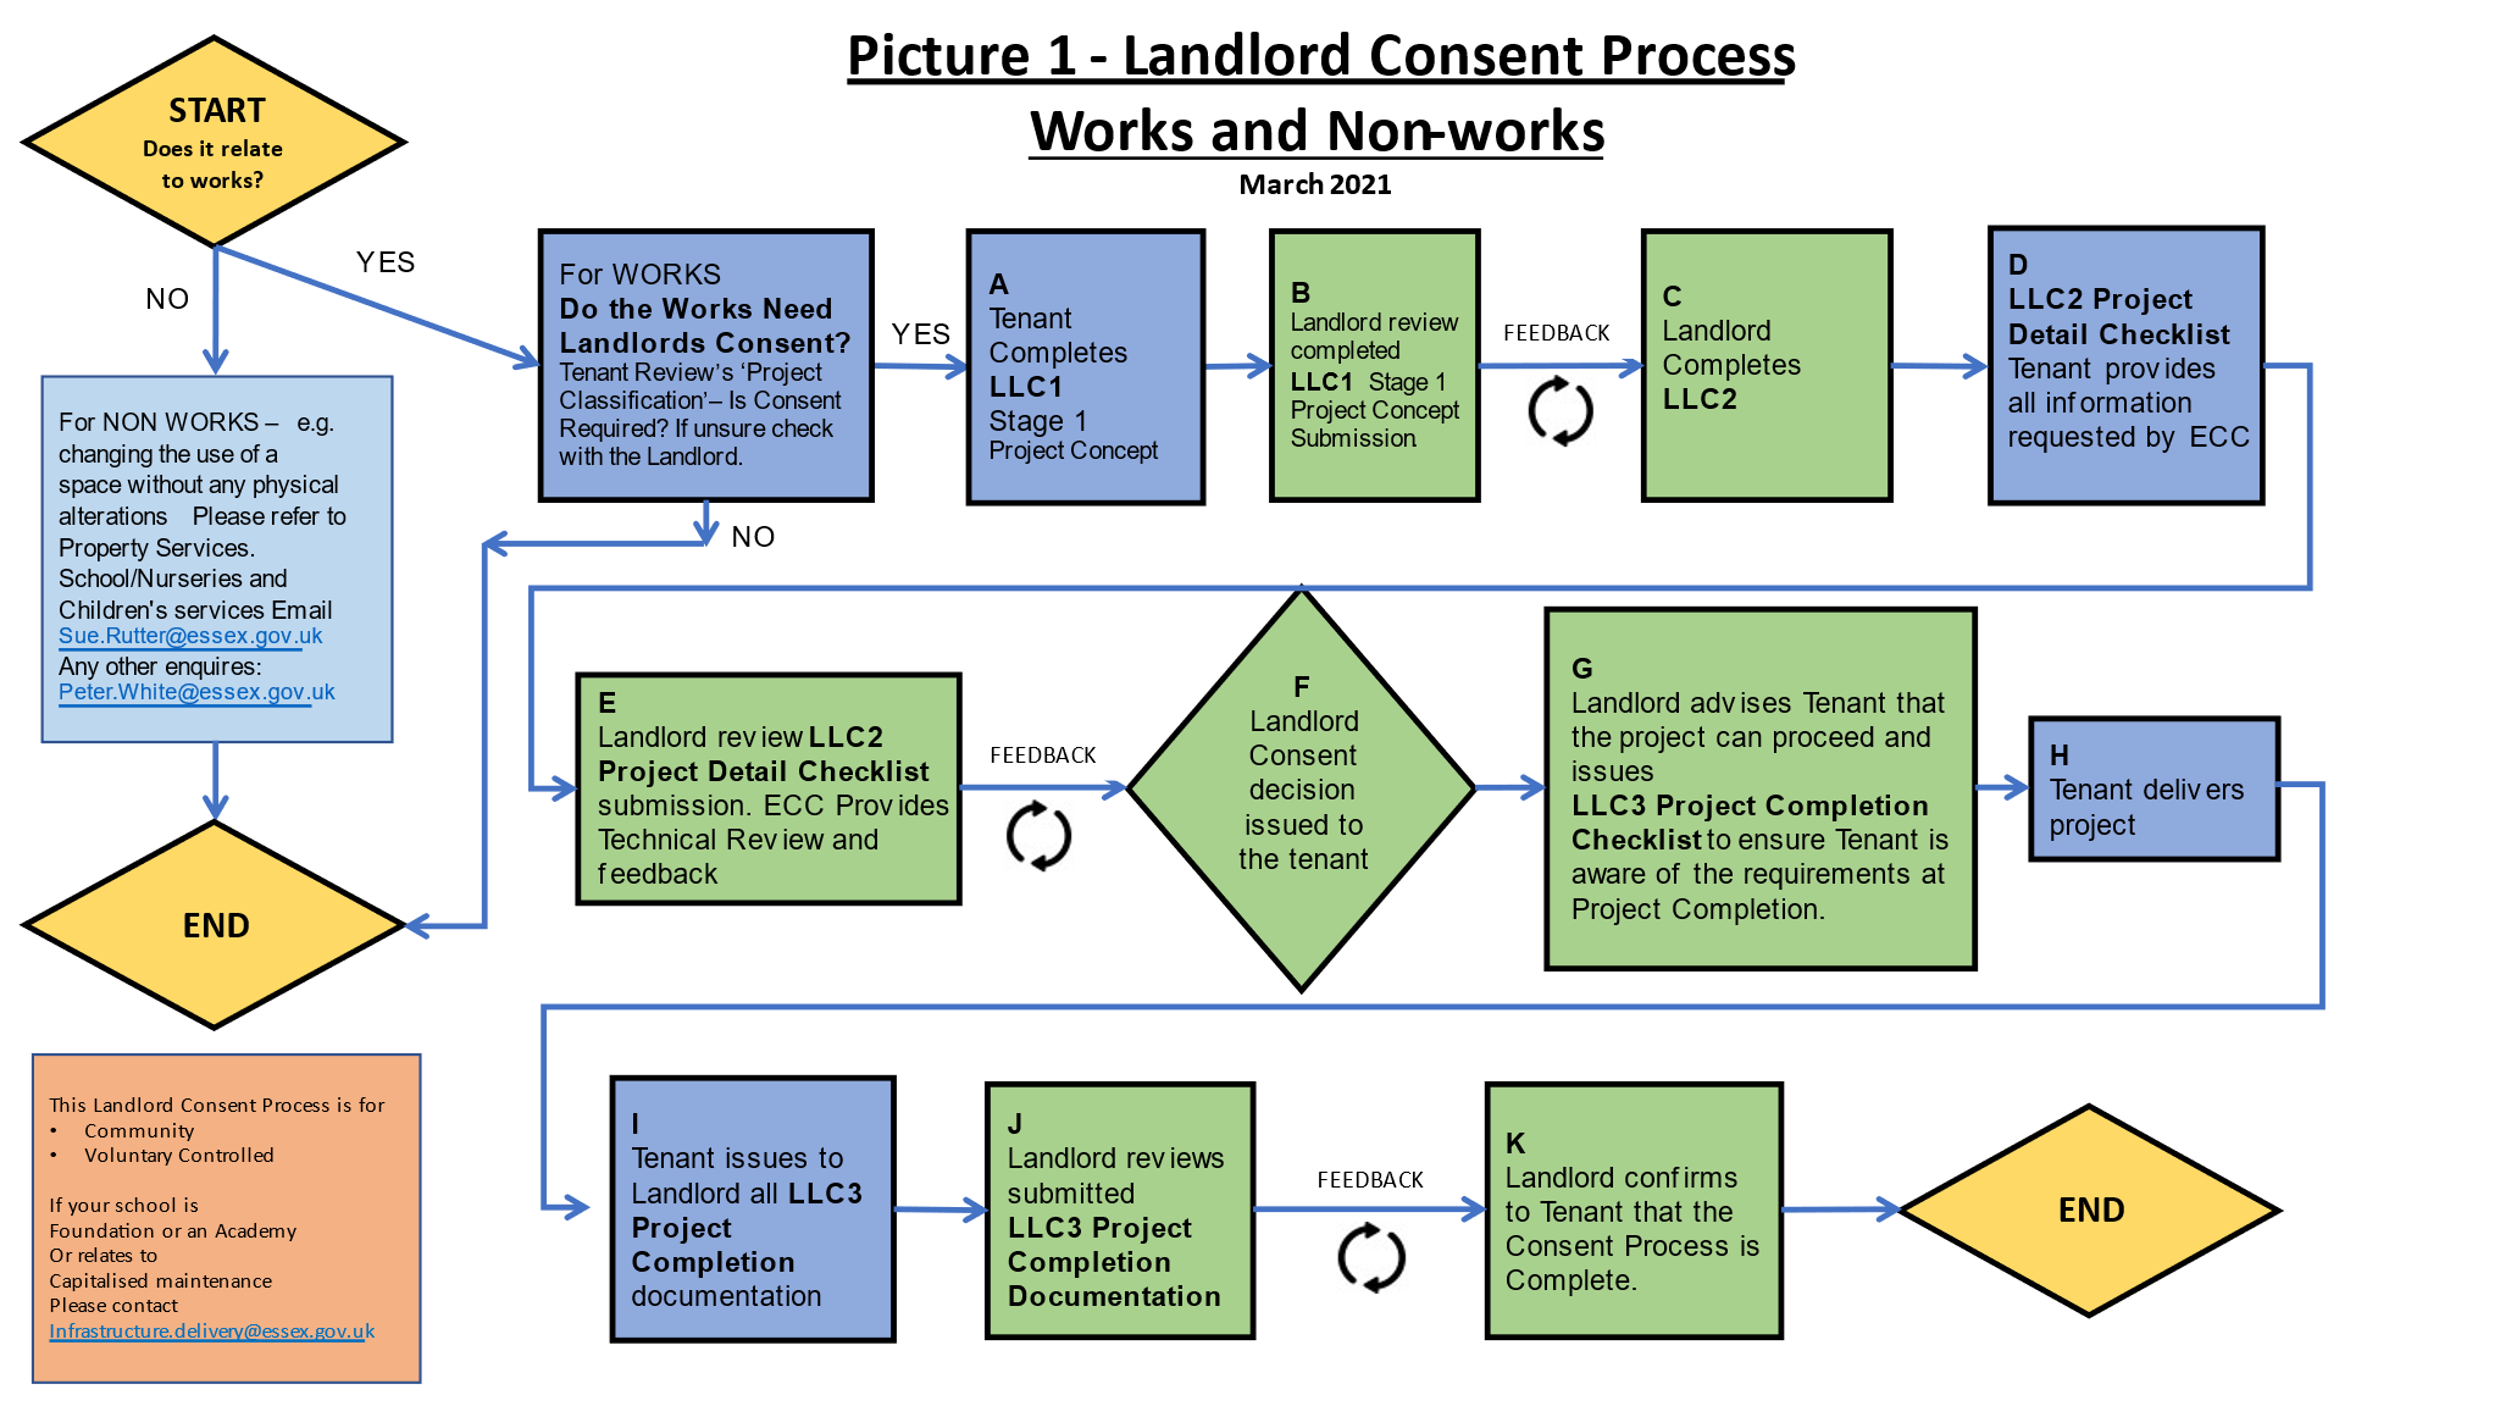 Picture 1 - Landlord Consent Process
Works and Non-works
March 2021
START
Does it relate
to works?
YES
NO
For NON WORKS – e.g.
changing the use of a
space without any physical
alterations Please refer to
Property Services.
School/Nurseries and
Children's services Email
Sue.Rutter@essex.gov.uk
Any other enquires:
Peter.White@essex.gov.uk
END
For WORKS
Do the Works Need
Landlords Consent?
Tenant Review's ‘Project
Classification’– Is Consent
Required? If unsure check
with the Landlord.
YES
NO
A
Tenant
Completes
LLC1
Stage 1
Project Concept
B
Landlord review
completed
LLC1 Stage 1
Project Concept
Submission
FEEDBACK
C
Landlord
Completes
LLC2
D
LLC2 Project
Detail Checklist
Tenant provides
all information
requested by ECC
E
Landlord review LLC2
Project Detail Checklist
submission. ECC Provides
Technical Review and
feedback
FEEDBACK
F
Landlord
Consent
decision
issued to
the tenant
G
Landlord advises Tenant that
the project can proceed and
issues
LLC3 Project Completion
Checklist to ensure Tenant is
aware of the requirements at
Project Completion.
H
Tenant delivers
project
I
Tenant issues to
Landlord all LLC3
Project
Completion
documentation
J
Landlord reviews
submitted
LLC3 Project
Completion
Documentation
FEEDBACK
K
Landlord confirms
to Tenant that the
Consent Process is
Complete.
END
This Landlord Consent Process is for
• Community
• Voluntary Controlled
If your school is
Foundation or an Academy
Or relates to
Capitalised maintenance
Please contact
Infrastructure.delivery@essex.gov.uk